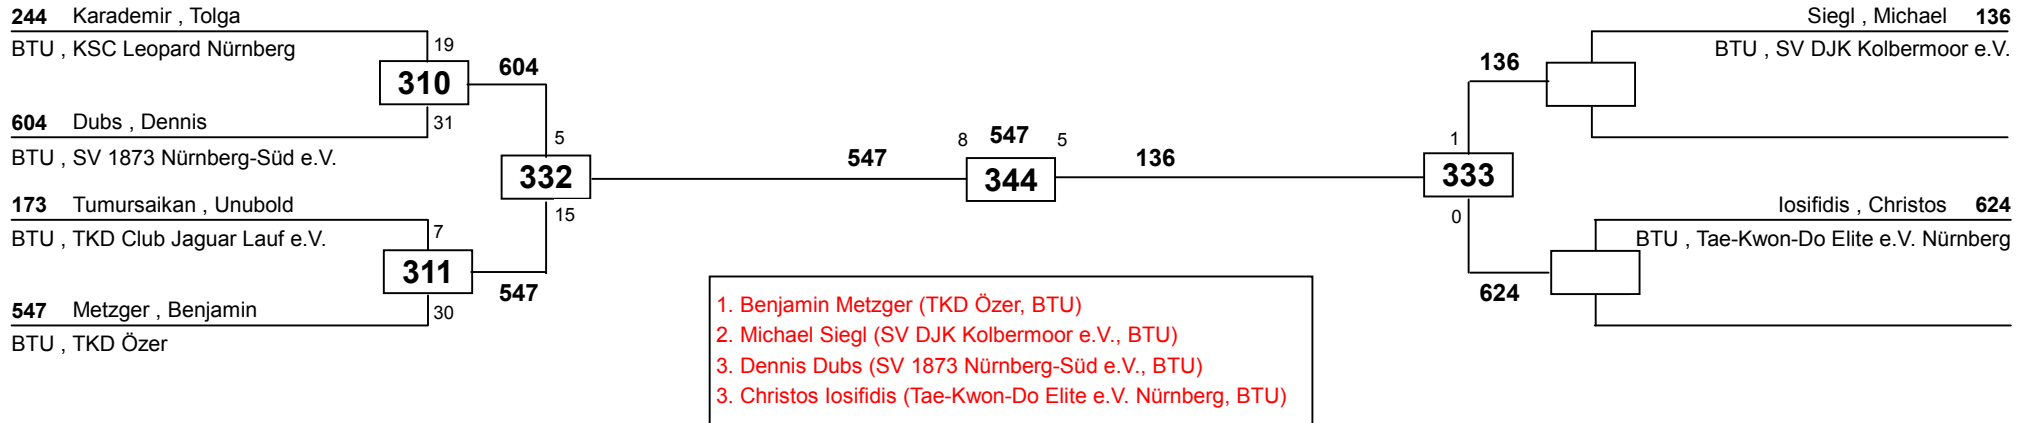 244 Karademir , Tolga
BTU , KSC Leopard Nürnberg
19
310
604
31
604 Dubs , Dennis
BTU , SV 1873 Nürnberg-Süd e.V.
5
332
15
173 Tumursaikan , Unubold
BTU , TKD Club Jaguar Lauf e.V.
7
311
547
30
547 Metzger , Benjamin
BTU , TKD Özer
547
8 547 5
344
136
Siegl , Michael 136
BTU , SV DJK Kolbermoor e.V.
136
1
333
0
Iosifidis , Christos 624
BTU , Tae-Kwon-Do Elite e.V. Nürnberg
624
1. Benjamin Metzger (TKD Özer, BTU)
2. Michael Siegl (SV DJK Kolbermoor e.V., BTU)
3. Dennis Dubs (SV 1873 Nürnberg-Süd e.V., BTU)
3. Christos Iosifidis (Tae-Kwon-Do Elite e.V. Nürnberg, BTU)